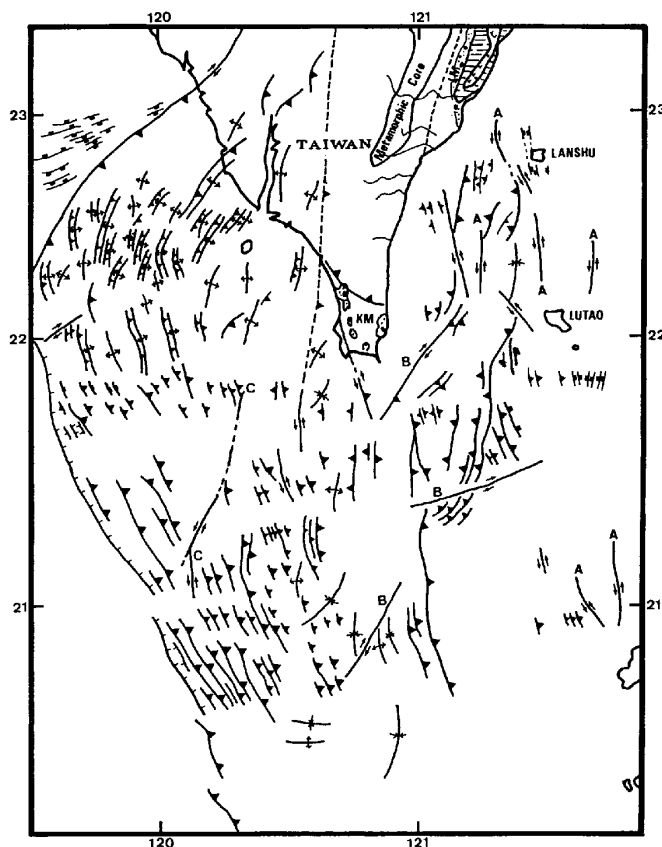 120 121
23 23
A
Metamorphic Core
TAIWAN
LANSHU
A
A
A
KM
LUTAO
22 22
B
C
B
C
A
A
B
21 21
120 121